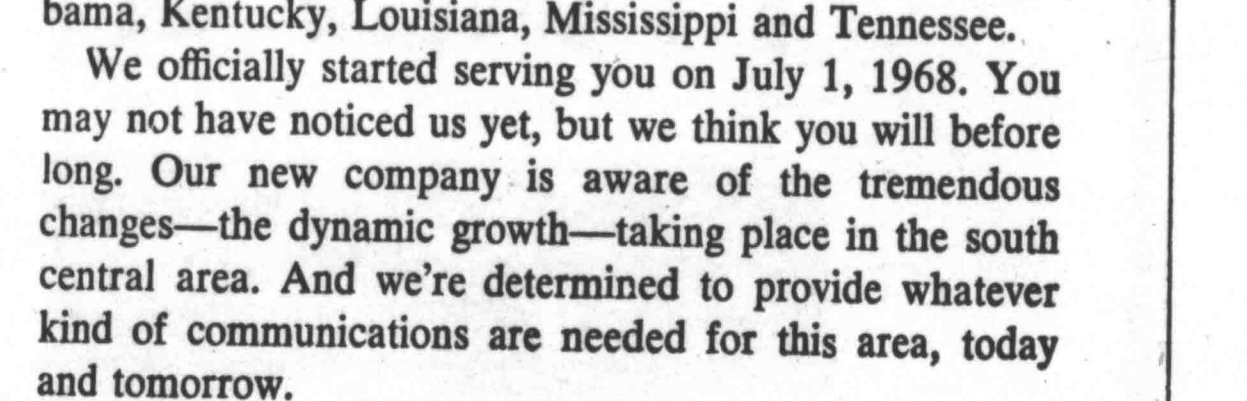 bama, Kentucky, Louisiana, Mississippi and Tennessee.
We officially started serving you on July 1, 1968. You
may not have noticed us yet, but we think you will before
long. Our new company is aware of the tremendous
changes—the dynamic growth—taking place in the south
central area. And we're determined to provide whatever
kind of communications are needed for this area, today
and tomorrow.